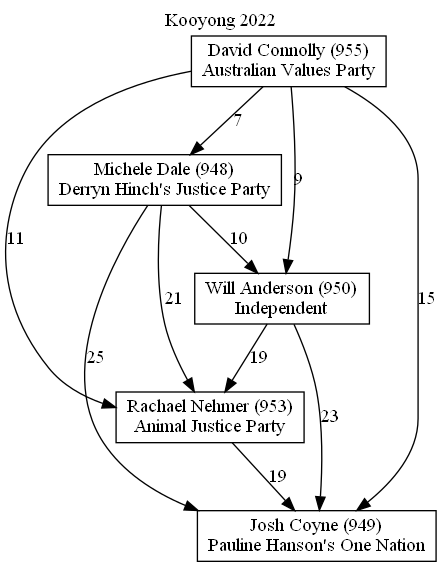 Kooyong 2022
David Connolly (955)
Australian Values Party
7
Michele Dale (948)
Derryn Hinch's Justice Party
9
11
10
21
15
Will Anderson (950)
Independent
25
19
23
Rachael Nehmer (953)
Animal Justice Party
19
Josh Coyne (949)
Pauline Hanson's One Nation